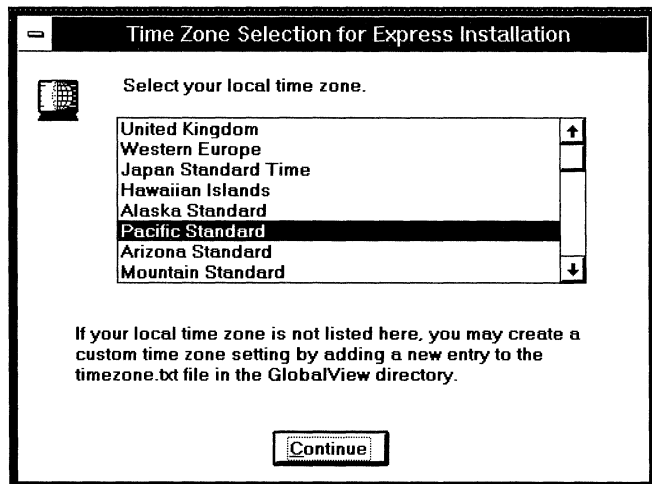 Time Zone Selection for Express Installation
Select your local time zone.
United Kingdom
Western Europe
Japan Standard Time
Hawaiian Islands
Alaska Standard
Pacific Standard
Arizona Standard
Mountain Standard
If your local time zone is not listed here, you may create a
custom time zone setting by adding a new entry to the
timezone.txt file in the GlobalView directory.
Continue